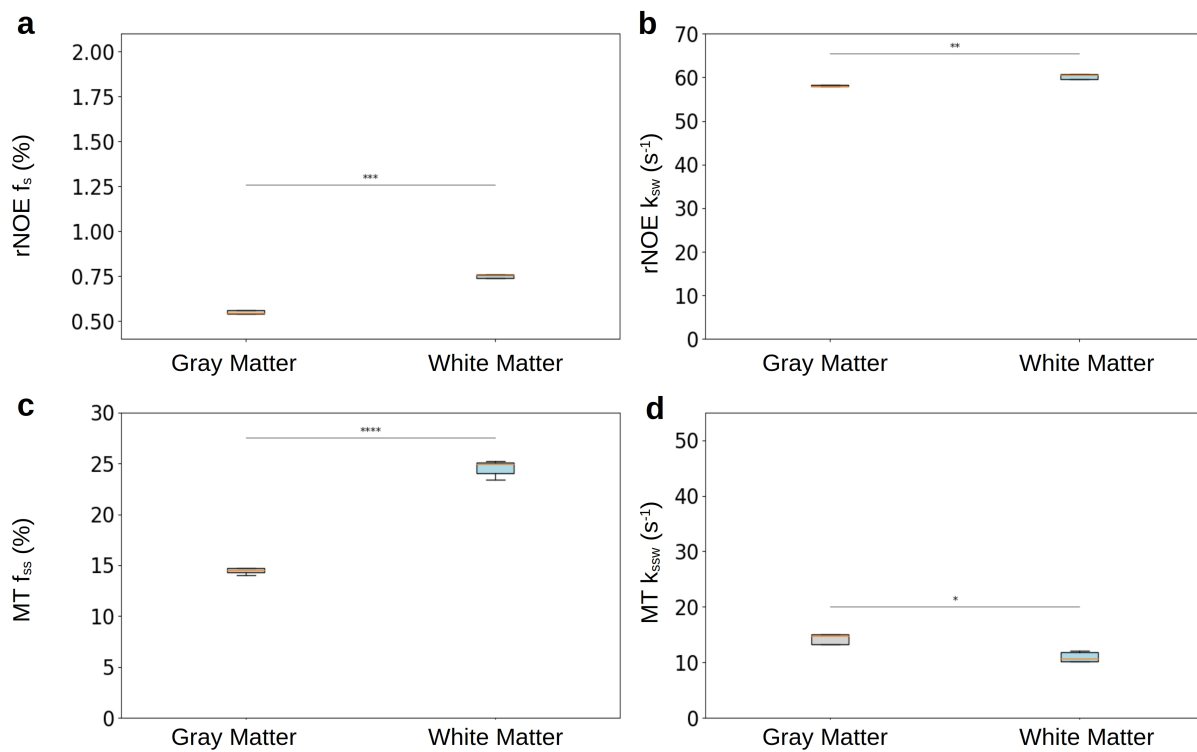 a
2.00
1.75
1.50
1.25
1.00
0.75
0.50
rNOE fs (%)
***
Gray Matter White Matter
b
70
60
50
40
30
20
10
0
rNOE ksw (s-1)
**
Gray Matter White Matter
c
30
25
20
15
10
5
0
MT fss (%)
****
Gray Matter White Matter
d
50
40
30
20
10
0
MT kssw (s-1)
*
Gray Matter White Matter